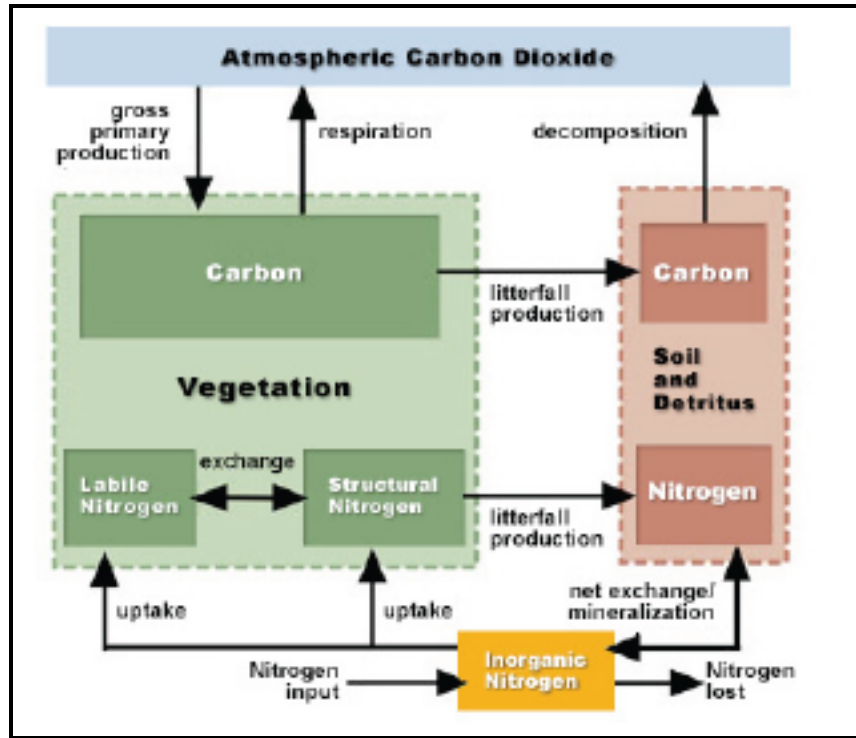 Atmospheric Carbon Dioxide
gross
primary
production
respiration
decomposition
Carbon
litterfall
production
Carbon
Vegetation
Soil
and
Detritus
Labile
Nitrogen
exchange
Structural
Nitrogen
litterfall
production
Nitrogen
uptake
uptake
net exchange/
mineralization
Nitrogen
input
Inorganic
Nitrogen
Nitrogen
lost